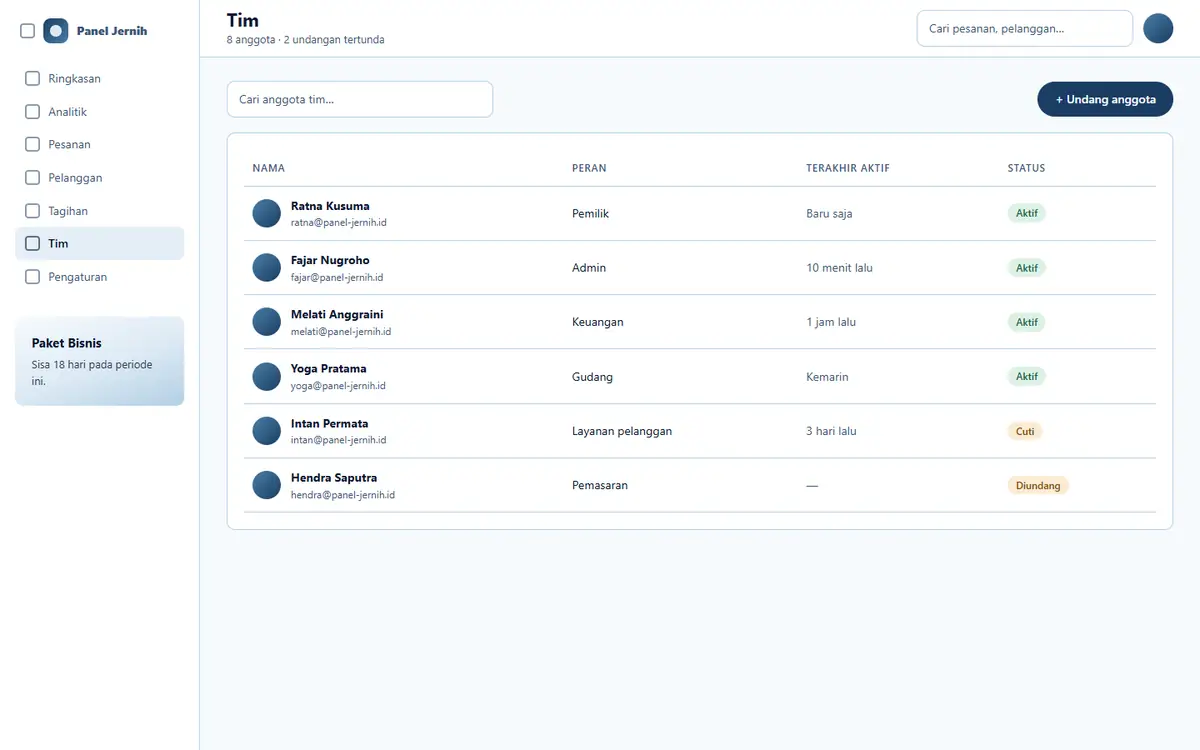 Panel Jernih
Ringkasan
Analitik
Pesanan
Pelanggan
Tagihan
Tim
Pengaturan
Paket Bisnis
Sisa 18 hari pada periode
ini.
Tim
8 anggota · 2 undangan tertunda
Cari pesanan, pelanggan...
Cari anggota tim...
+ Undang anggota
NAMA PERAN TERAKHIR AKTIF STATUS
Ratna Kusuma
ratna@panel-jernih.id
Pemilik Baru saja Aktif
Fajar Nugroho
fajar@panel-jernih.id
Admin 10 menit lalu Aktif
Melati Anggraini
melati@panel-jernih.id
Keuangan 1 jam lalu Aktif
Yoga Pratama
yoga@panel-jernih.id
Gudang Kemarin Aktif
Intan Permata
intan@panel-jernih.id
Layanan pelanggan 3 hari lalu Cuti
Hendra Saputra
hendra@panel-jernih.id
Pemasaran — Diundang